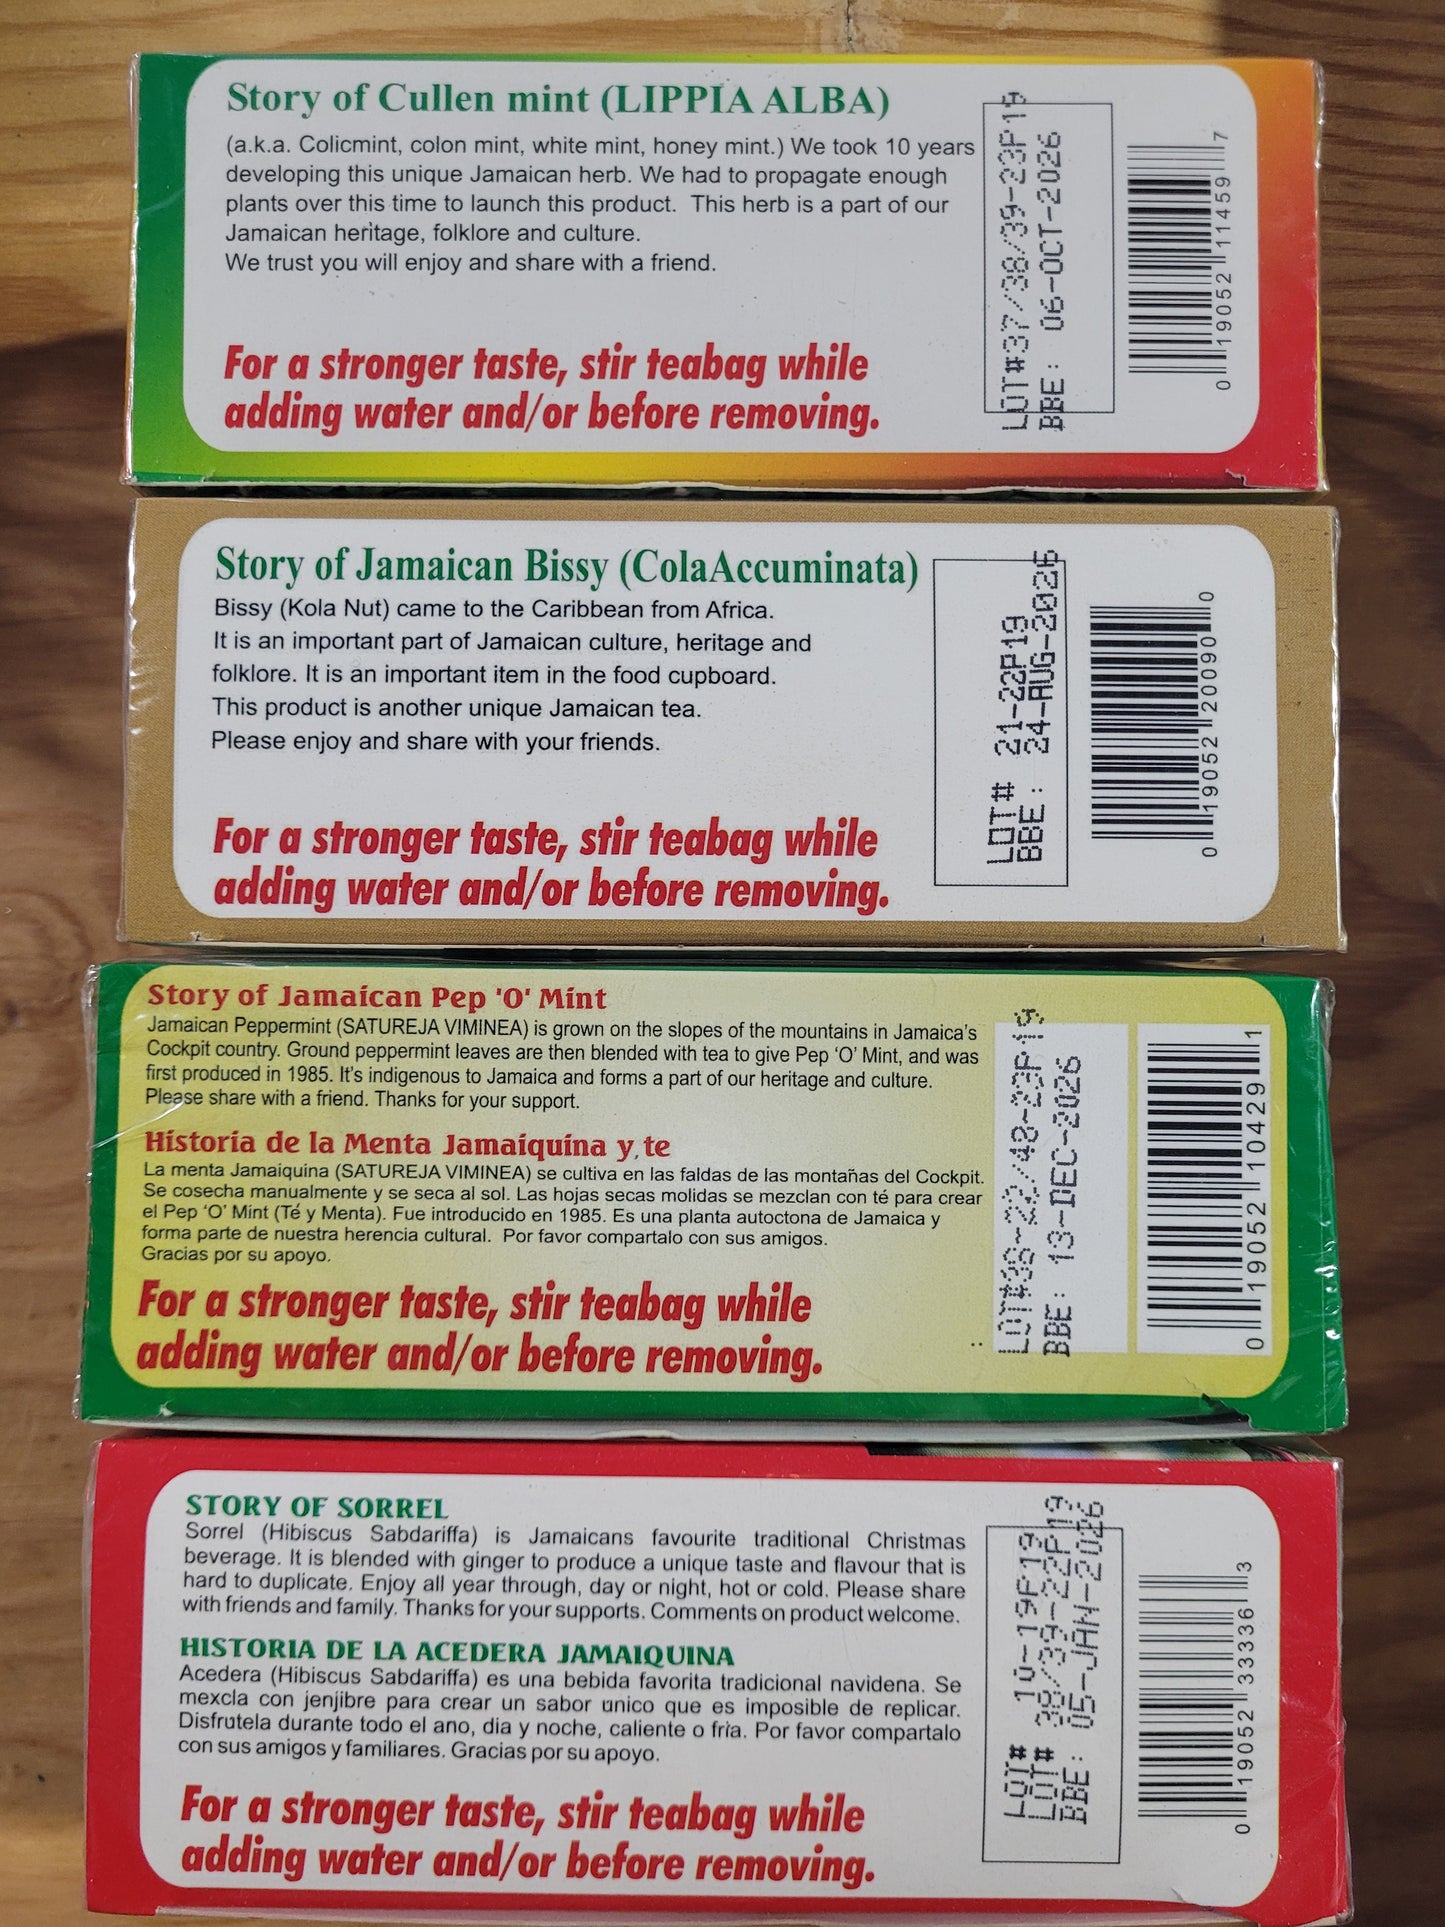 Story of Cullen mint (LIPPIA ALBA)
(a.k.a. Colicmint, colon mint, white mint, honey mint.) We took 10 years
developing this unique Jamaican herb. We had to propagate enough
plants over this time to launch this product. This herb is a part of our
Jamaican heritage, folklore and culture.
We trust you will enjoy and share with a friend.
For a stronger taste, stir teabag while
adding water and/or before removing.
LOT#37/38/39-23P19
BBE: 06-OCT-2026
0 19052 11459 7
Story of Jamaican Bissy (ColaAccuminata)
Bissy (Kola Nut) came to the Caribbean from Africa.
It is an important part of Jamaican culture, heritage and
folklore. It is an important item in the food cupboard.
This product is another unique Jamaican tea.
Please enjoy and share with your friends.
For a stronger taste, stir teabag while
adding water and/or before removing.
LOT# 21-22P19
BBE: 24-AUG-2026
0 19052 20090 0
Story of Jamaican Pep 'O' Mint
Jamaican Peppermint (SATUREJA VIMINEA) is grown on the slopes of the mountains in Jamaica's
Cockpit country. Ground peppermint leaves are then blended with tea to give Pep 'O' Mint, and was
first produced in 1985. It's indigenous to Jamaica and forms a part of our heritage and culture.
Please share with a friend. Thanks for your support.
Historia de la Menta Jamaiquina y te
La menta Jamaiquina (SATUREJA VIMINEA) se cultiva en las faldas de las montañas del Cockpit.
Se cosecha manualmente y se seca al sol. Las hojas secas molidas se mezclan con té para crear
el Pep 'O' Mint (Té y Menta). Fue introducido en 1985. Es una planta autoctona de Jamaica y
forma parte de nuestra herencia cultural. Por favor compartalo con sus amigos.
Gracias por su apoyo.
For a stronger taste, stir teabag while
adding water and/or before removing.
BBE: 13-DEC-2026
0 19052 10429 1
STORY OF SORREL
Sorrel (Hibiscus Sabdariffa) is Jamaicans favourite traditional Christmas
beverage. It is blended with ginger to produce a unique taste and flavour that is
hard to duplicate. Enjoy all year through, day or night, hot or cold. Please share
with friends and family. Thanks for your supports. Comments on product welcome.
HISTORIA DE LA ACEDERA JAMAIQUINA
Acedera (Hibiscus Sabdariffa) es una bebida favorita tradicional navidena. Se
mexcla con jenjibre para crear un sabor unico que es imposible de replicar.
Disfrutela durante todo el ano, dia y noche, caliente o fria. Por favor compartalo
con sus amigos y familiares. Gracias por su apoyo.
For a stronger taste, stir teabag while
adding water and/or before removing.
LOT# 10-19F19
LOT# 38/39-22P19
BBE: 05-JAN-2026
0 19052 33336 3